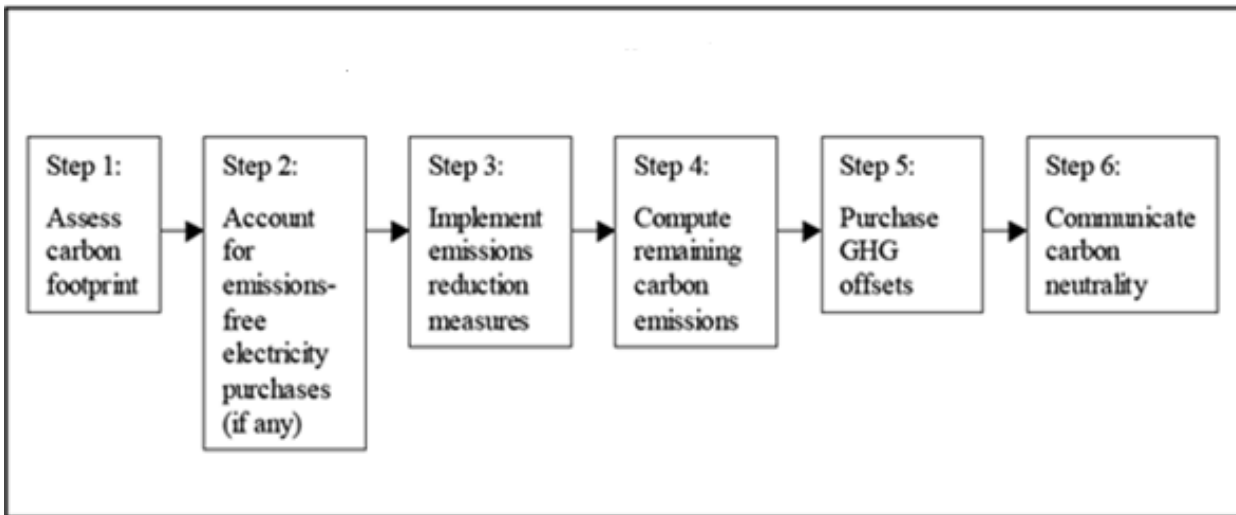 Step 1:
Assess
carbon
footprint
Step 2:
Account
for
emissions-
free
electricity
purchases
(if any)
Step 3:
Implement
emissions
reduction
measures
Step 4:
Compute
remaining
carbon
emissions
Step 5:
Purchase
GHG
offsets
Step 6:
Communicate
carbon
neutrality